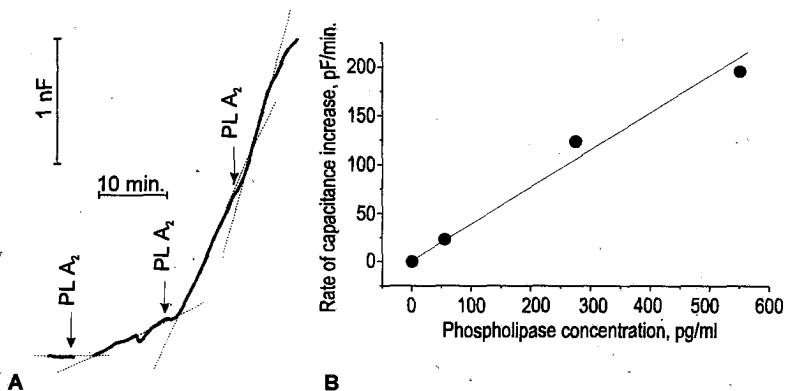 1 nF
10 min.
PL A₂
PL A₂
PL A₂
A
Rate of capacitance increase, pF/min.
200
150
100
50
0
0 100 200 300 400 500 600
Phospholipase concentration, pg/ml
B